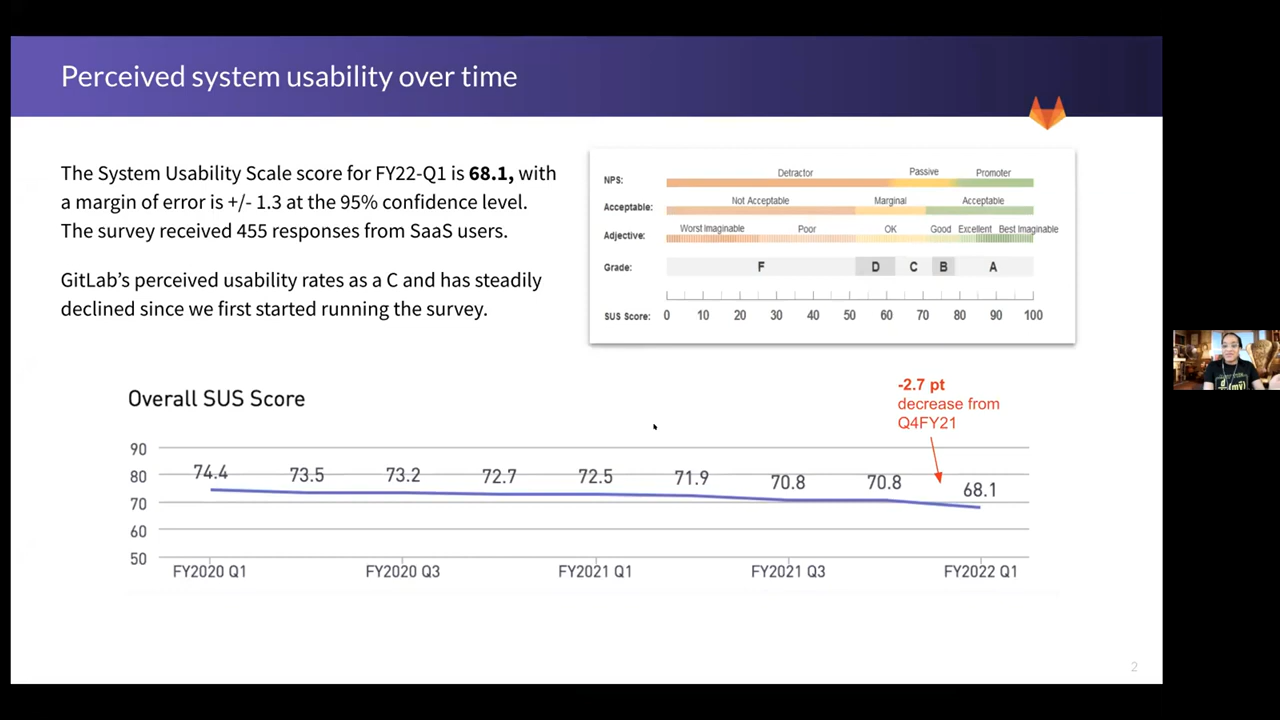 Perceived system usability over time
The System Usability Scale score for FY22-Q1 is 68.1, with
a margin of error is +/- 1.3 at the 95% confidence level.
The survey received 455 responses from SaaS users.
GitLab's perceived usability rates as a C and has steadily
declined since we first started running the survey.
NPS: Detractor Passive Promoter
Acceptable: Not Acceptable Marginal Acceptable
Adjective: Worst Imaginable Poor OK Good Excellent Best Imaginable
Grade: F D C B A
SUS Score: 0 10 20 30 40 50 60 70 80 90 100
Overall SUS Score
-2.7 pt
decrease from
Q4FY21
90
80
70
60
50
74.4 73.5 73.2 72.7 72.5 71.9 70.8 70.8 68.1
FY2020 Q1 FY2020 Q3 FY2021 Q1 FY2021 Q3 FY2022 Q1
2